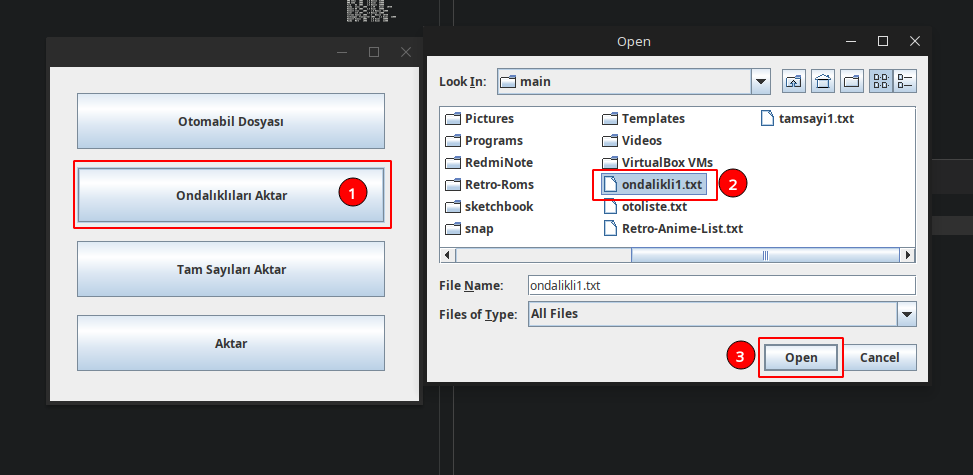 Otomobil Dosyası
Ondalıklıları Aktar
1
Tam Sayıları Aktar
Aktar
Open
Look In:
main
Pictures
Programs
RedmiNote
Retro-Roms
sketchbook
snap
Templates
Videos
VirtualBox VMs
ondalikli1.txt
2
otoliste.txt
Retro-Anime-List.txt
tamsayi1.txt
File Name:
ondalikli1.txt
Files of Type:
All Files
3
Open
Cancel